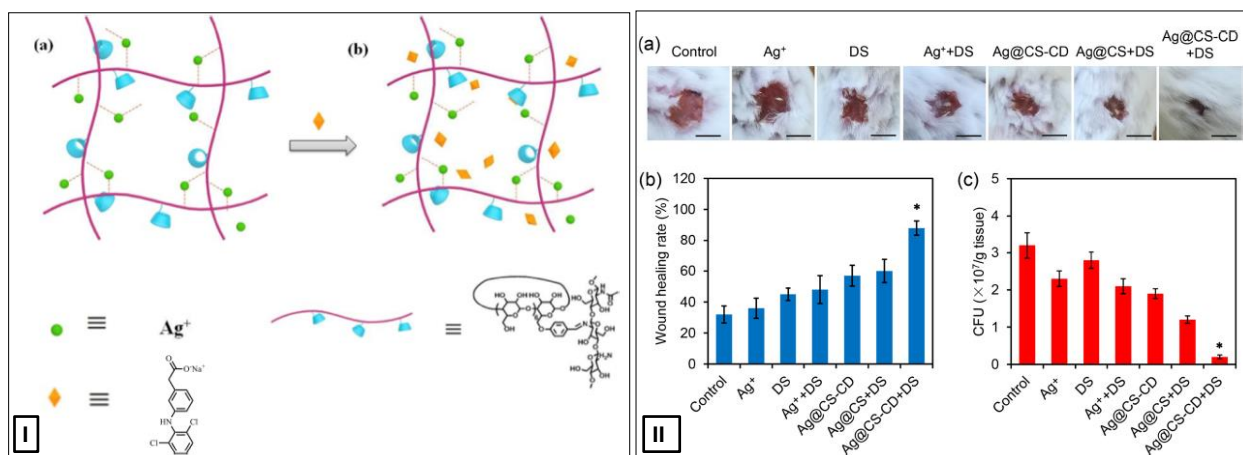 (a)
(b)
Ag⁺
O⁻Na⁺
O
HN
Cl
Cl
I
(a)
Control
Ag⁺
DS
Ag⁺+DS
Ag@CS-CD
Ag@CS+DS
Ag@CS-CD
+DS
(b)
Wound healing rate (%)
120
100
80
60
40
20
0
*
Control
Ag⁺
DS
Ag⁺+DS
Ag@CS-CD
Ag@CS+DS
Ag@CS-CD+DS
(c)
CFU (×10⁷/g tissue)
5
4
3
2
1
0
*
Control
Ag⁺
DS
Ag⁺+DS
Ag@CS-CD
Ag@CS+DS
Ag@CS-CD+DS
II